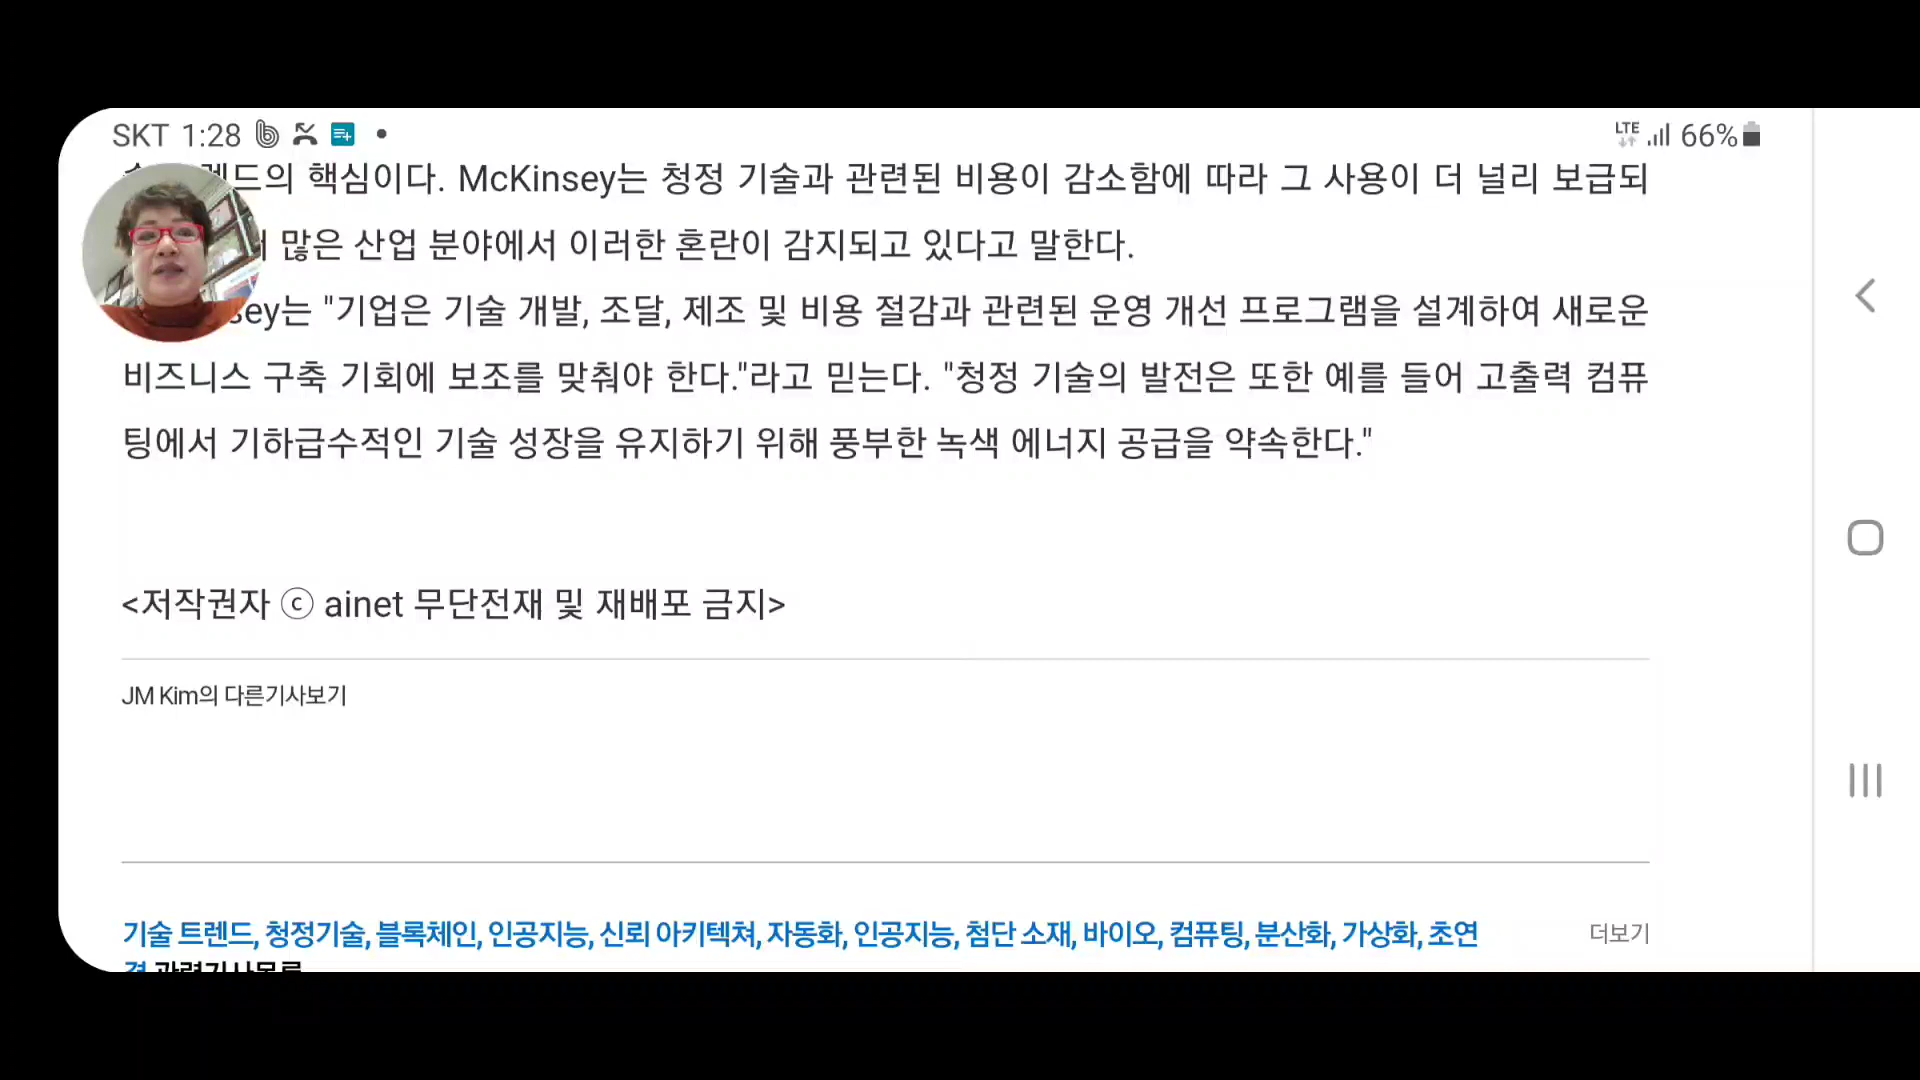 SKT 1:28
LTE 66%
드의 핵심이다. McKinsey는 청정 기술과 관련된 비용이 감소함에 따라 그 사용이 더 널리 보급되
많은 산업 분야에서 이러한 혼란이 감지되고 있다고 말한다.
sey는 "기업은 기술 개발, 조달, 제조 및 비용 절감과 관련된 운영 개선 프로그램을 설계하여 새로운
비즈니스 구축 기회에 보조를 맞춰야 한다."라고 믿는다. "청정 기술의 발전은 또한 예를 들어 고출력 컴퓨
팅에서 기하급수적인 기술 성장을 유지하기 위해 풍부한 녹색 에너지 공급을 약속한다."
<저작권자 ⓒ ainet 무단전재 및 재배포 금지>
JM Kim의 다른기사보기
기술 트렌드, 청정기술, 블록체인, 인공지능, 신뢰 아키텍쳐, 자동화, 인공지능, 첨단 소재, 바이오, 컴퓨팅, 분산화, 가상화, 초연 더보기